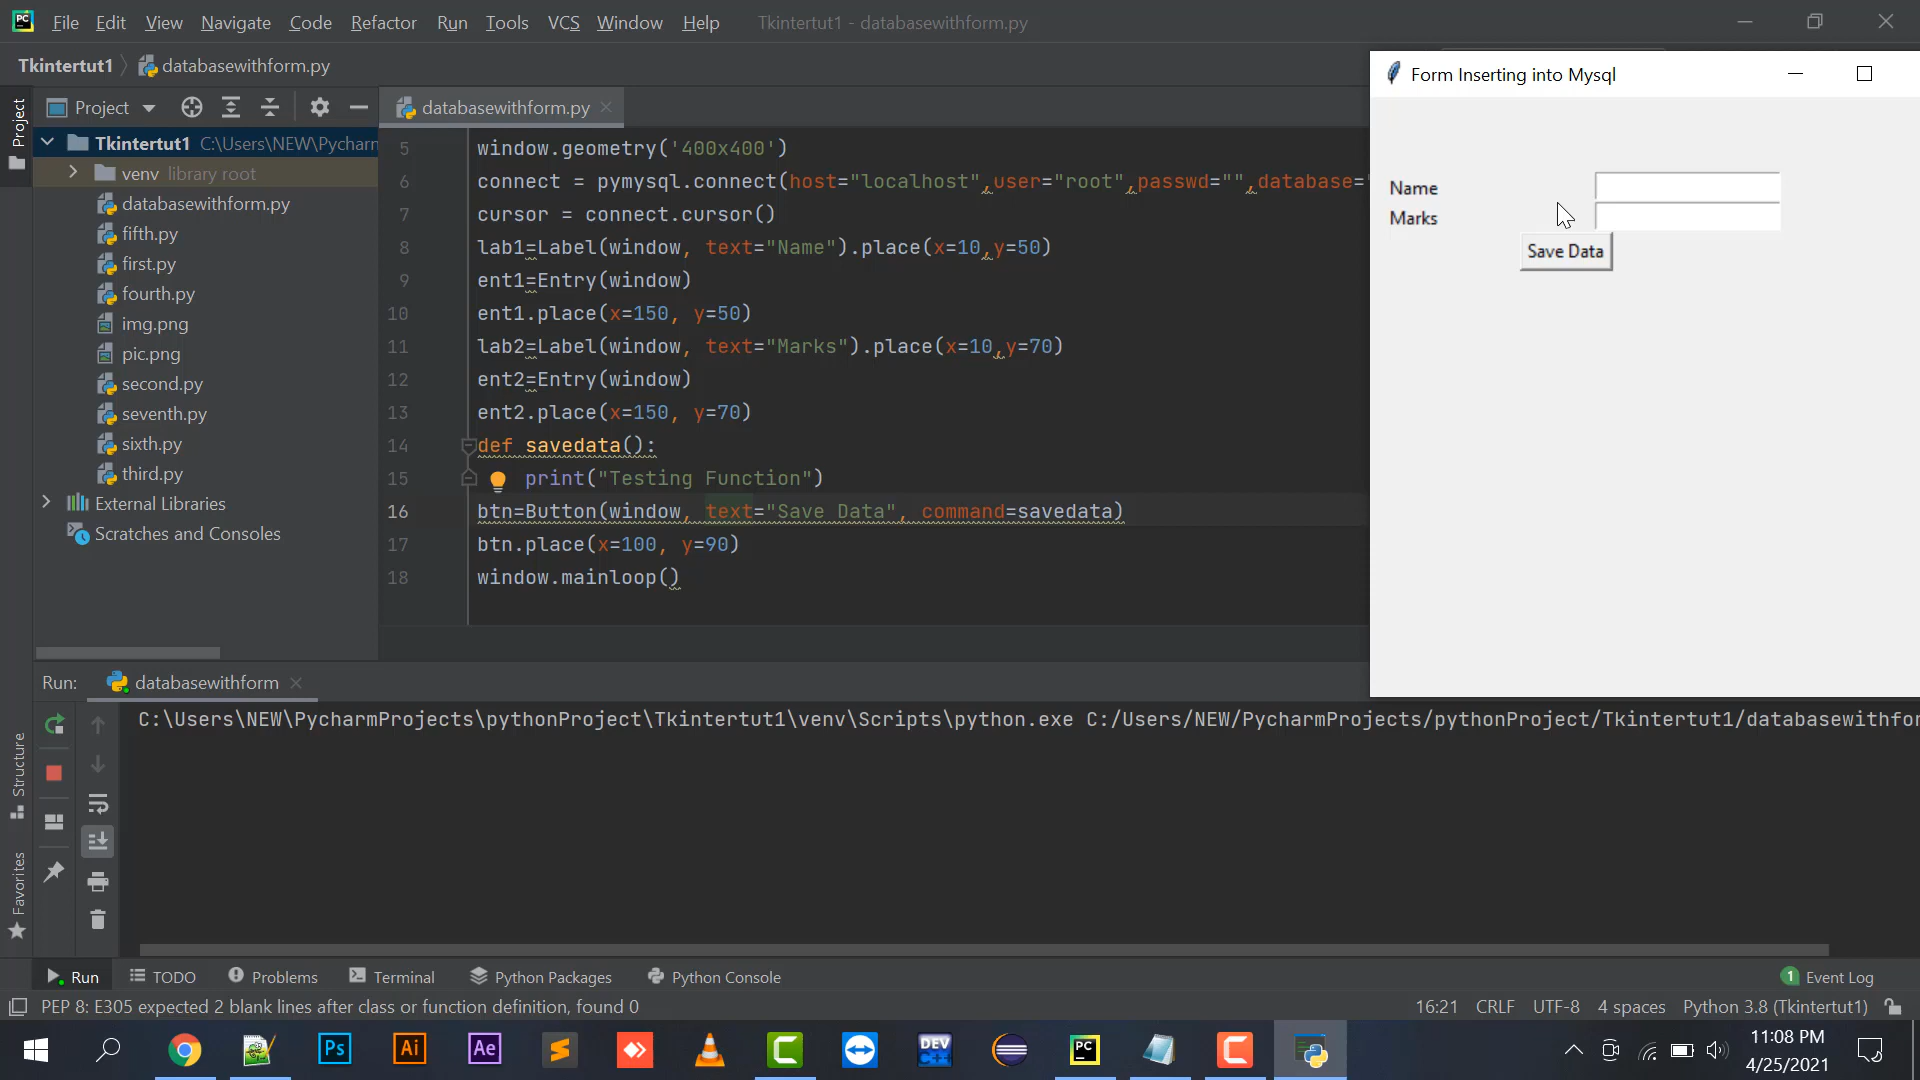 File Edit View Navigate Code Refactor Run Tools VCS Window Help Tkintertut1 - databasewithform.py
Tkintertut1 databasewithform.py
Form Inserting into Mysql
Project
Project
databasewithform.py
Tkintertut1 C:\Users\NEW\Pycharm
venv library root
databasewithform.py
fifth.py
first.py
fourth.py
img.png
pic.png
second.py
seventh.py
sixth.py
third.py
External Libraries
Scratches and Consoles
5 window.geometry('400x400')
6 connect = pymysql.connect(host="localhost",user="root",passwd="",database="
7 cursor = connect.cursor()
8 lab1=Label(window, text="Name").place(x=10,y=50)
9 ent1=Entry(window)
10 ent1.place(x=150, y=50)
11 lab2=Label(window, text="Marks").place(x=10,y=70)
12 ent2=Entry(window)
13 ent2.place(x=150, y=70)
14 def savedata():
15 print("Testing Function")
16 btn=Button(window, text="Save Data", command=savedata)
17 btn.place(x=100, y=90)
18 window.mainloop()
Name
Marks
Save Data
Run: databasewithform
C:\Users\NEW\PycharmProjects\pythonProject\Tkintertut1\venv\Scripts\python.exe C:/Users/NEW/PycharmProjects/pythonProject/Tkintertut1/databasewithfor
Structure
Favorites
Run TODO Problems Terminal Python Packages Python Console 1 Event Log
PEP 8: E305 expected 2 blank lines after class or function definition, found 0 16:21 CRLF UTF-8 4 spaces Python 3.8 (Tkintertut1)
Ps Ai Ae DEV C++ PC
11:08 PM
4/25/2021